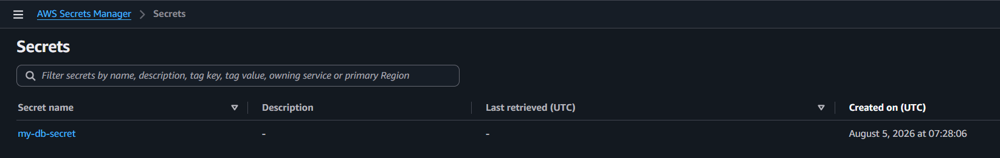 AWS Secrets Manager > Secrets
Secrets
Filter secrets by name, description, tag key, tag value, owning service or primary Region
Secret name Description Last retrieved (UTC) Created on (UTC)
my-db-secret - - August 5, 2026 at 07:28:06